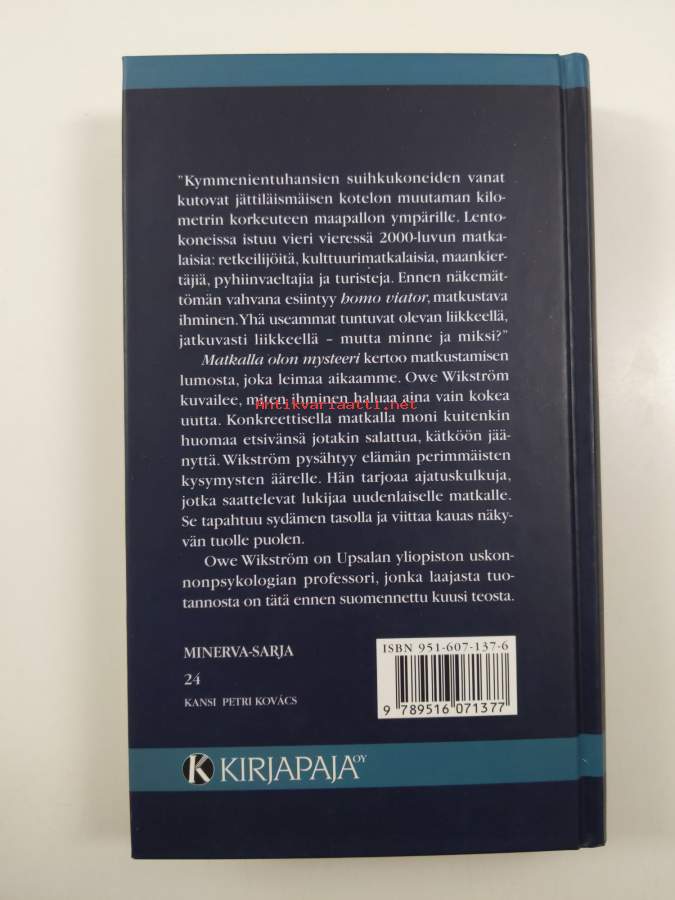 "Kymmenientuhansien suihkukoneiden vanat
kutovat jättiläismäisen kotelon muutaman kilo-
metrin korkeuteen maapallon ympärille. Lento-
koneissa istuu vieri vieressä 2000-luvun matka-
laisia: retkeilijöitä, kulttuurimatkalaisia, maankier-
täjiä, pyhiinvaeltajia ja turisteja. Ennen näkemät-
tömän vahvana esiintyy homo viator, matkustava
ihminen. Yhä useammat tuntuvat olevan liikkeellä,
jatkuvasti liikkeellä – mutta minne ja miksi?"
Matkalla olon mysteeri kertoo matkustamisen
lumosta, joka leimaa aikaamme. Owe Wikström
kuvailee, miten ihminen haluaa aina vain kokea
Antikvariaatti.net
uutta. Konkreettisella matkalla moni kuitenkin
huomaa etsivänsä jotakin salattua, kätköön jää-
nyttä. Wikström pysähtyy elämän perimmäisten
kysymysten äärelle. Hän tarjoaa ajatuskulkuja,
jotka saattelevat lukijaa uudenlaiselle matkalle.
Se tapahtuu sydämen tasolla ja viittaa kauas näky-
vän tuolle puolen.
Owe Wikström on Upsalan yliopiston uskon-
nonpsykologian professori, jonka laajasta tuo-
tannosta on tätä ennen suomennettu kuusi teosta.
MINERVA-SARJA
24
KANSI PETRI KOVÁCS
ISBN 951-607-137-6
9 789516 071377
K KIRJAPAJA OY